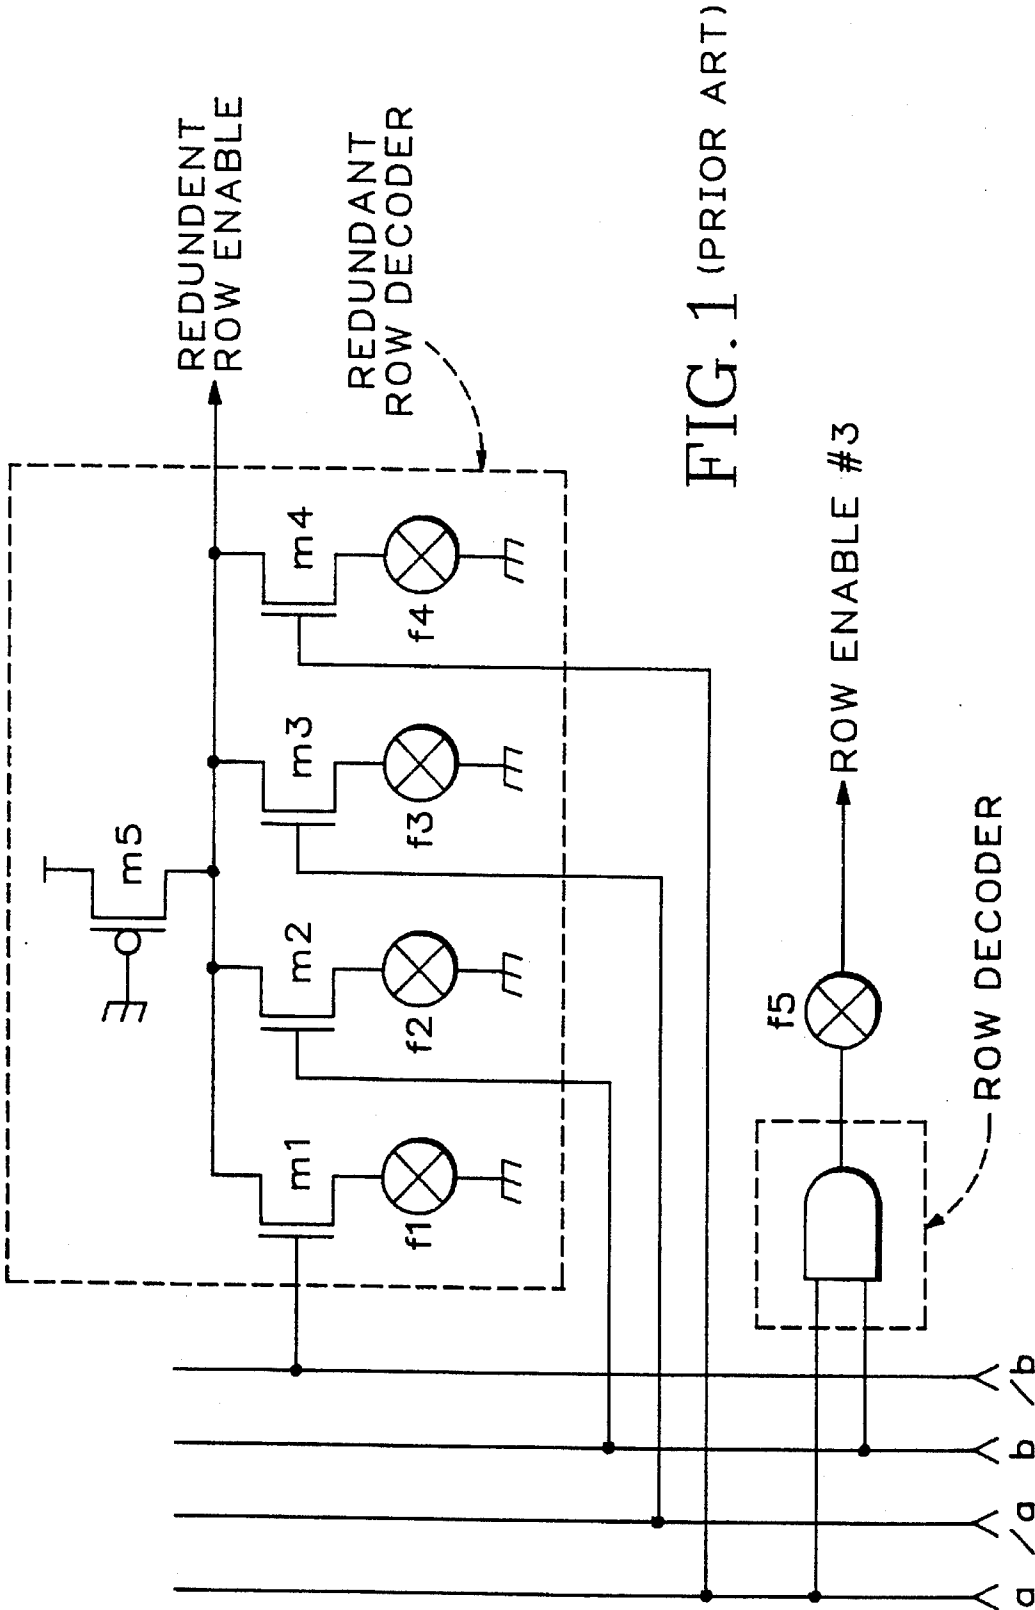 a
/a
b
/b
m1
f1
m2
f2
m5
m3
f3
m4
f4
REDUNDENT
ROW ENABLE
REDUNDANT
ROW DECODER
f5
ROW DECODER
ROW ENABLE #3
FIG. 1 (PRIOR ART)